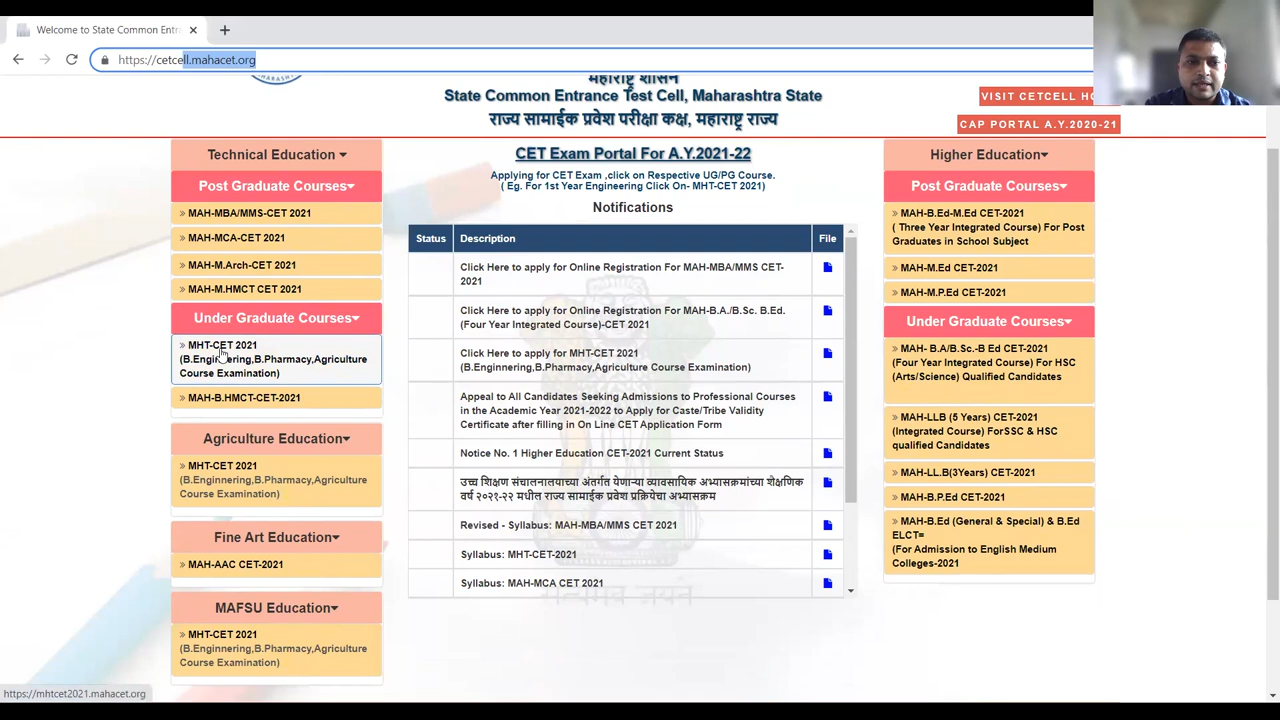 Welcome to State Common Entr
https://cetcell.mahacet.org
महाराष्ट्र शासन
State Common Entrance Test Cell, Maharashtra State
राज्य सामाईक प्रवेश परीक्षा कक्ष, महाराष्ट्र राज्य
VISIT CETCELL HO
CAP PORTAL A.Y.2020-21
Technical Education
Post Graduate Courses
» MAH-MBA/MMS-CET 2021
» MAH-MCA-CET 2021
» MAH-M.Arch-CET 2021
» MAH-M.HMCT CET 2021
Under Graduate Courses
» MHT-CET 2021
(B.Enginnering,B.Pharmacy,Agriculture
Course Examination)
» MAH-B.HMCT-CET-2021
Agriculture Education
» MHT-CET 2021
(B.Enginnering,B.Pharmacy,Agriculture
Course Examination)
Fine Art Education
» MAH-AAC CET-2021
MAFSU Education
» MHT-CET 2021
(B.Enginnering,B.Pharmacy,Agriculture
Course Examination)
CET Exam Portal For A.Y.2021-22
Applying for CET Exam ,click on Respective UG/PG Course.
( Eg. For 1st Year Engineering Click On- MHT-CET 2021)
Notifications
Status Description File
Click Here to apply for Online Registration For MAH-MBA/MMS CET-
2021
Click Here to apply for Online Registration For MAH-B.A./B.Sc. B.Ed.
(Four Year Integrated Course)-CET 2021
Click Here to apply for MHT-CET 2021
(B.Enginnering,B.Pharmacy,Agriculture Course Examination)
Appeal to All Candidates Seeking Admissions to Professional Courses
in the Academic Year 2021-2022 to Apply for Caste/Tribe Validity
Certificate after filling in On Line CET Application Form
Notice No. 1 Higher Education CET-2021 Current Status
उच्च शिक्षण संचालनालयाच्या अंतर्गत येणाऱ्या व्यावसायिक अभ्यासक्रमांच्या शैक्षणिक
वर्ष २०२१-२२ मधील राज्य सामाईक प्रवेश प्रक्रियेचा अभ्यासक्रम
Revised - Syllabus: MAH-MBA/MMS CET 2021
Syllabus: MHT-CET-2021
Syllabus: MAH-MCA CET 2021
सत्यमेव जयते
Higher Education
Post Graduate Courses
» MAH-B.Ed-M.Ed CET-2021
( Three Year Integrated Course) For Post
Graduates in School Subject
» MAH-M.Ed CET-2021
» MAH-M.P.Ed CET-2021
Under Graduate Courses
» MAH- B.A/B.Sc.-B Ed CET-2021
(Four Year Integrated Course) For HSC
(Arts/Science) Qualified Candidates
» MAH-LLB (5 Years) CET-2021
(Integrated Course) ForSSC & HSC
qualified Candidates
» MAH-LL.B(3Years) CET-2021
» MAH-B.P.Ed CET-2021
» MAH-B.Ed (General & Special) & B.Ed
ELCT=
(For Admission to English Medium
Colleges-2021
https://mhtcet2021.mahacet.org